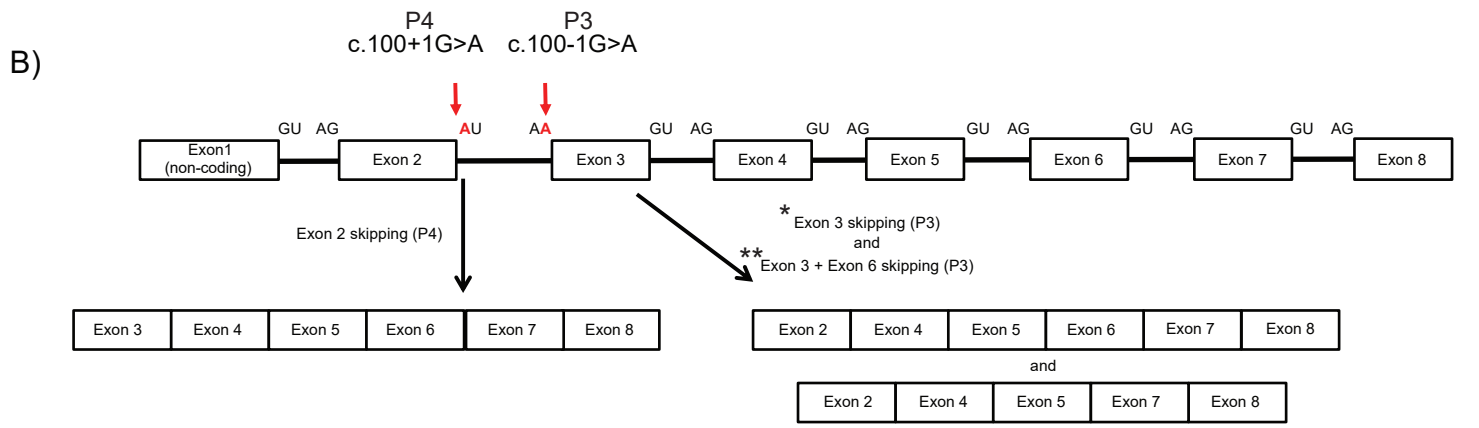 B)
P4
c.100+1G>A
P3
c.100-1G>A
GU AG AU AA GU AG GU AG GU AG GU AG GU AG
Exon1
(non-coding)
Exon 2
Exon 3
Exon 4
Exon 5
Exon 6
Exon 7
Exon 8
Exon 2 skipping (P4)
* Exon 3 skipping (P3)
and
** Exon 3 + Exon 6 skipping (P3)
Exon 3 Exon 4 Exon 5 Exon 6 Exon 7 Exon 8
Exon 2 Exon 4 Exon 5 Exon 6 Exon 7 Exon 8
and
Exon 2 Exon 4 Exon 5 Exon 7 Exon 8